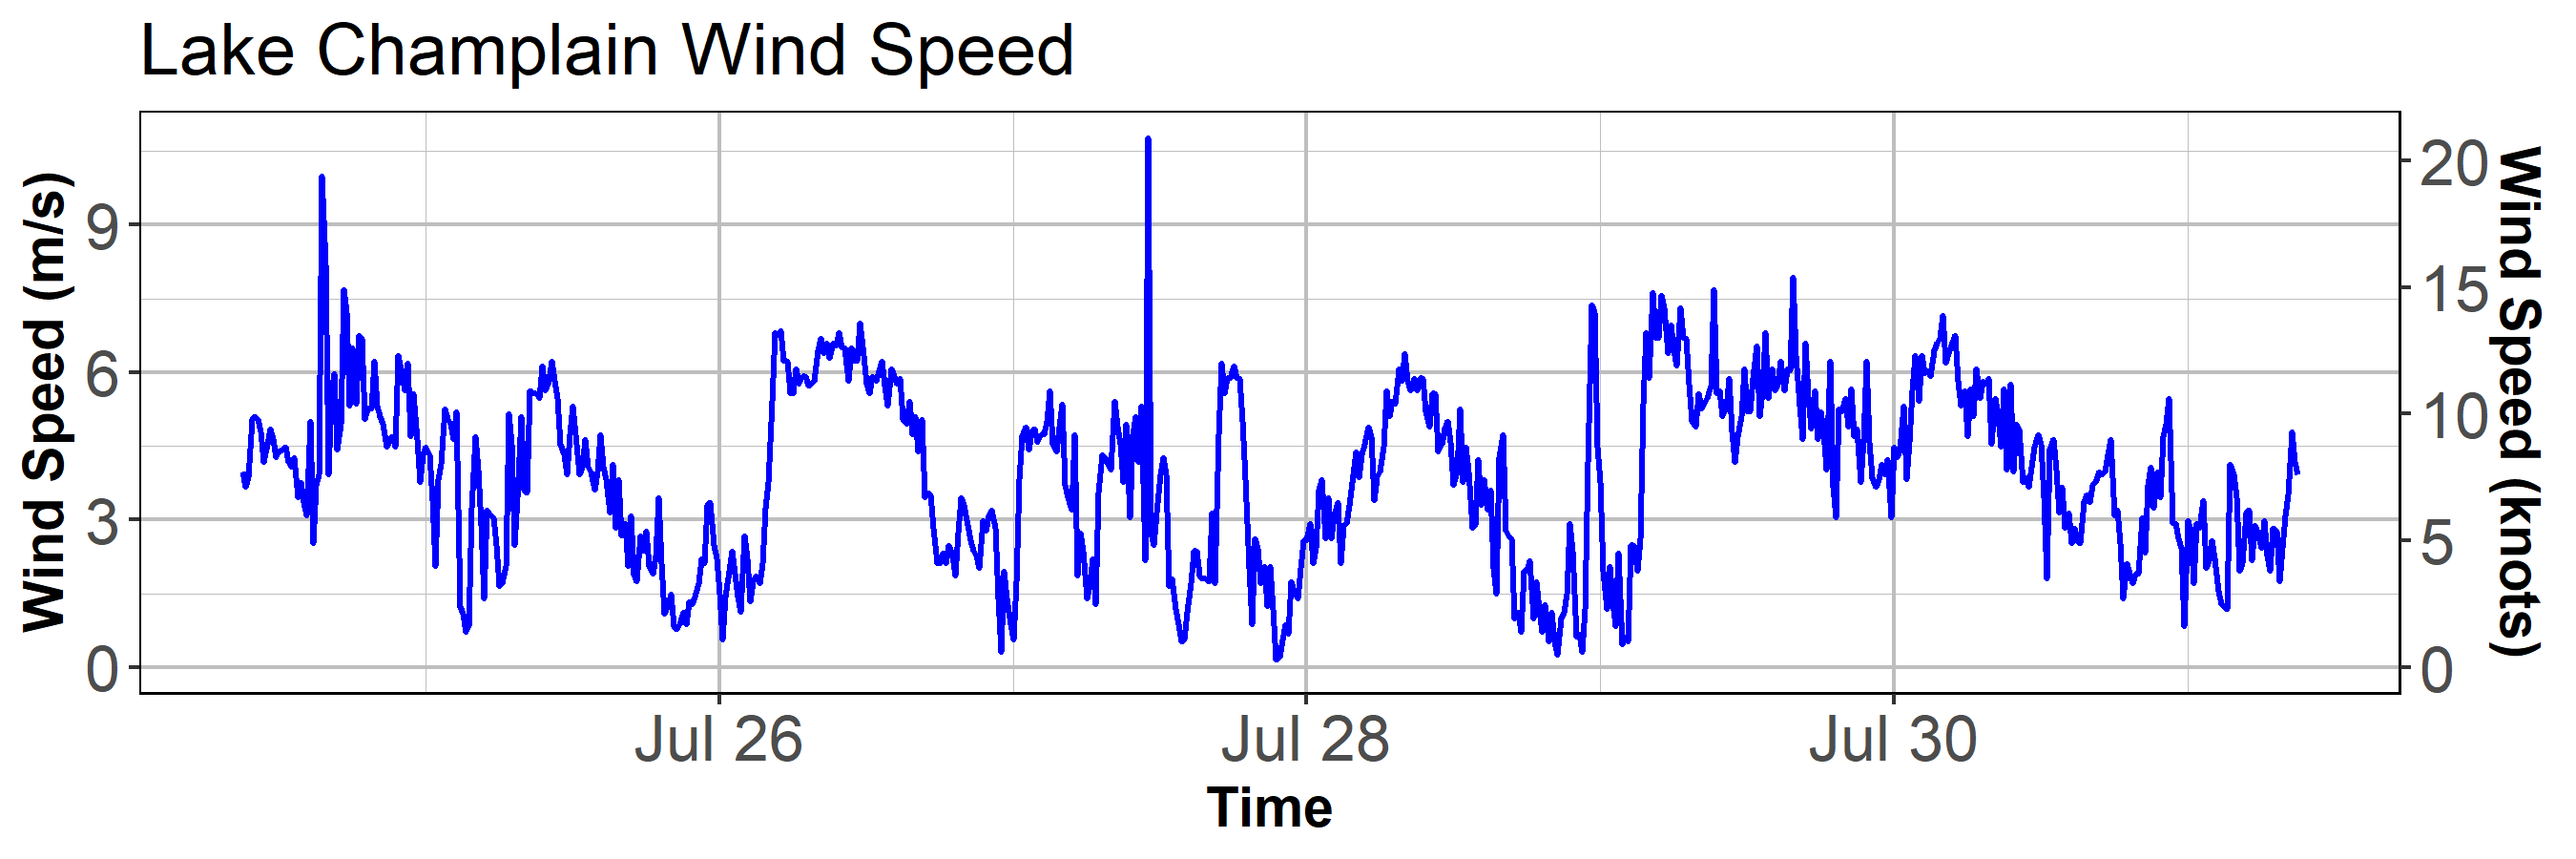 Lake Champlain Wind Speed
Wind Speed (m/s)
9
6
3
0
20
15
10
5
0
Wind Speed (knots)
Jul 26
Jul 28
Jul 30
Time